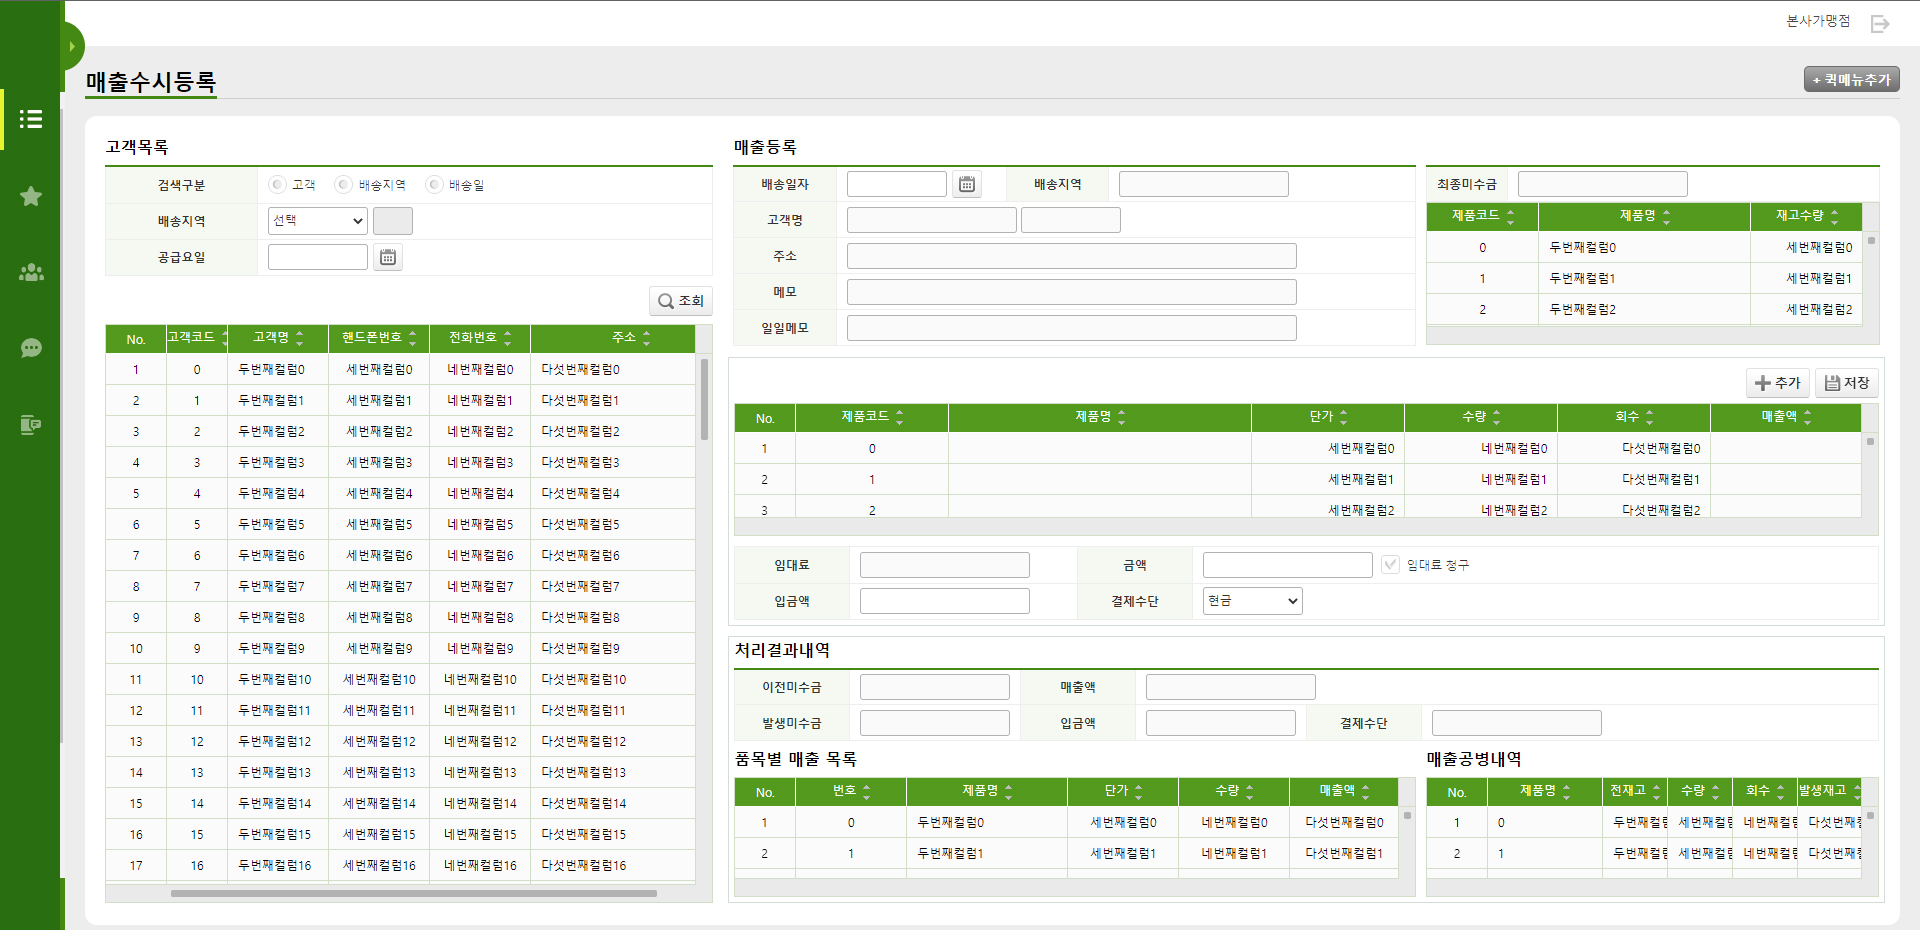 본사가맹점
매출수시등록
+ 퀵메뉴추가
고객목록
검색구분 고객 배송지역 배송일
배송지역 선택
공급요일
조회
No. 고객코드 고객명 핸드폰번호 전화번호 주소
1 0 두번째컬럼0 세번째컬럼0 네번째컬럼0 다섯번째컬럼0
2 1 두번째컬럼1 세번째컬럼1 네번째컬럼1 다섯번째컬럼1
3 2 두번째컬럼2 세번째컬럼2 네번째컬럼2 다섯번째컬럼2
4 3 두번째컬럼3 세번째컬럼3 네번째컬럼3 다섯번째컬럼3
5 4 두번째컬럼4 세번째컬럼4 네번째컬럼4 다섯번째컬럼4
6 5 두번째컬럼5 세번째컬럼5 네번째컬럼5 다섯번째컬럼5
7 6 두번째컬럼6 세번째컬럼6 네번째컬럼6 다섯번째컬럼6
8 7 두번째컬럼7 세번째컬럼7 네번째컬럼7 다섯번째컬럼7
9 8 두번째컬럼8 세번째컬럼8 네번째컬럼8 다섯번째컬럼8
10 9 두번째컬럼9 세번째컬럼9 네번째컬럼9 다섯번째컬럼9
11 10 두번째컬럼10 세번째컬럼10 네번째컬럼10 다섯번째컬럼10
12 11 두번째컬럼11 세번째컬럼11 네번째컬럼11 다섯번째컬럼11
13 12 두번째컬럼12 세번째컬럼12 네번째컬럼12 다섯번째컬럼12
14 13 두번째컬럼13 세번째컬럼13 네번째컬럼13 다섯번째컬럼13
15 14 두번째컬럼14 세번째컬럼14 네번째컬럼14 다섯번째컬럼14
16 15 두번째컬럼15 세번째컬럼15 네번째컬럼15 다섯번째컬럼15
17 16 두번째컬럼16 세번째컬럼16 네번째컬럼16 다섯번째컬럼16
매출등록
배송일자 배송지역
고객명
주소
메모
일일메모
최종미수금
제품코드 제품명 재고수량
0 두번째컬럼0 세번째컬럼0
1 두번째컬럼1 세번째컬럼1
2 두번째컬럼2 세번째컬럼2
추가 저장
No. 제품코드 제품명 단가 수량 회수 매출액
1 0 세번째컬럼0 네번째컬럼0 다섯번째컬럼0
2 1 세번째컬럼1 네번째컬럼1 다섯번째컬럼1
3 2 세번째컬럼2 네번째컬럼2 다섯번째컬럼2
임대료 금액 임대료 청구
입금액 결제수단 현금
처리결과내역
이전미수금 매출액
발생미수금 입금액 결제수단
품목별 매출 목록
No. 번호 제품명 단가 수량 매출액
1 0 두번째컬럼0 세번째컬럼0 네번째컬럼0 다섯번째컬럼0
2 1 두번째컬럼1 세번째컬럼1 네번째컬럼1 다섯번째컬럼1
매출공병내역
No. 제품명 전재고 수량 회수 발생재고
1 0 두번째컬럼 세번째컬럼 네번째컬럼 다섯번째
2 1 두번째컬럼 세번째컬럼 네번째컬럼 다섯번째